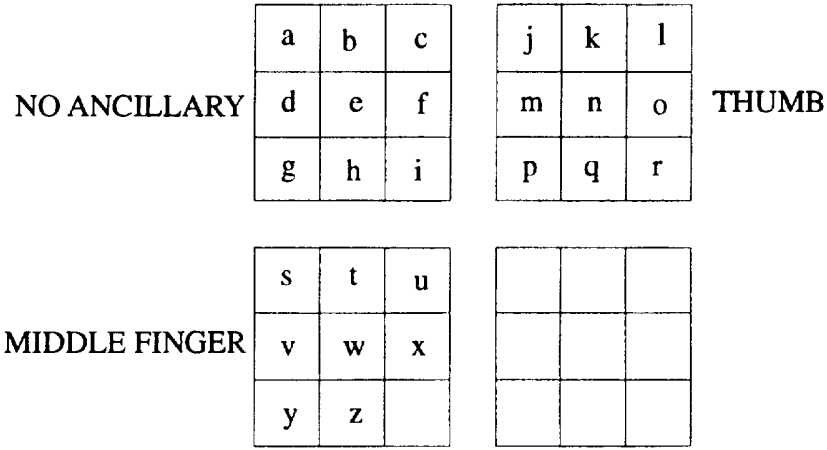 a b c j k l
NO ANCILLARY d e f m n o THUMB
g h i p q r
s t u
MIDDLE FINGER v w x
y z